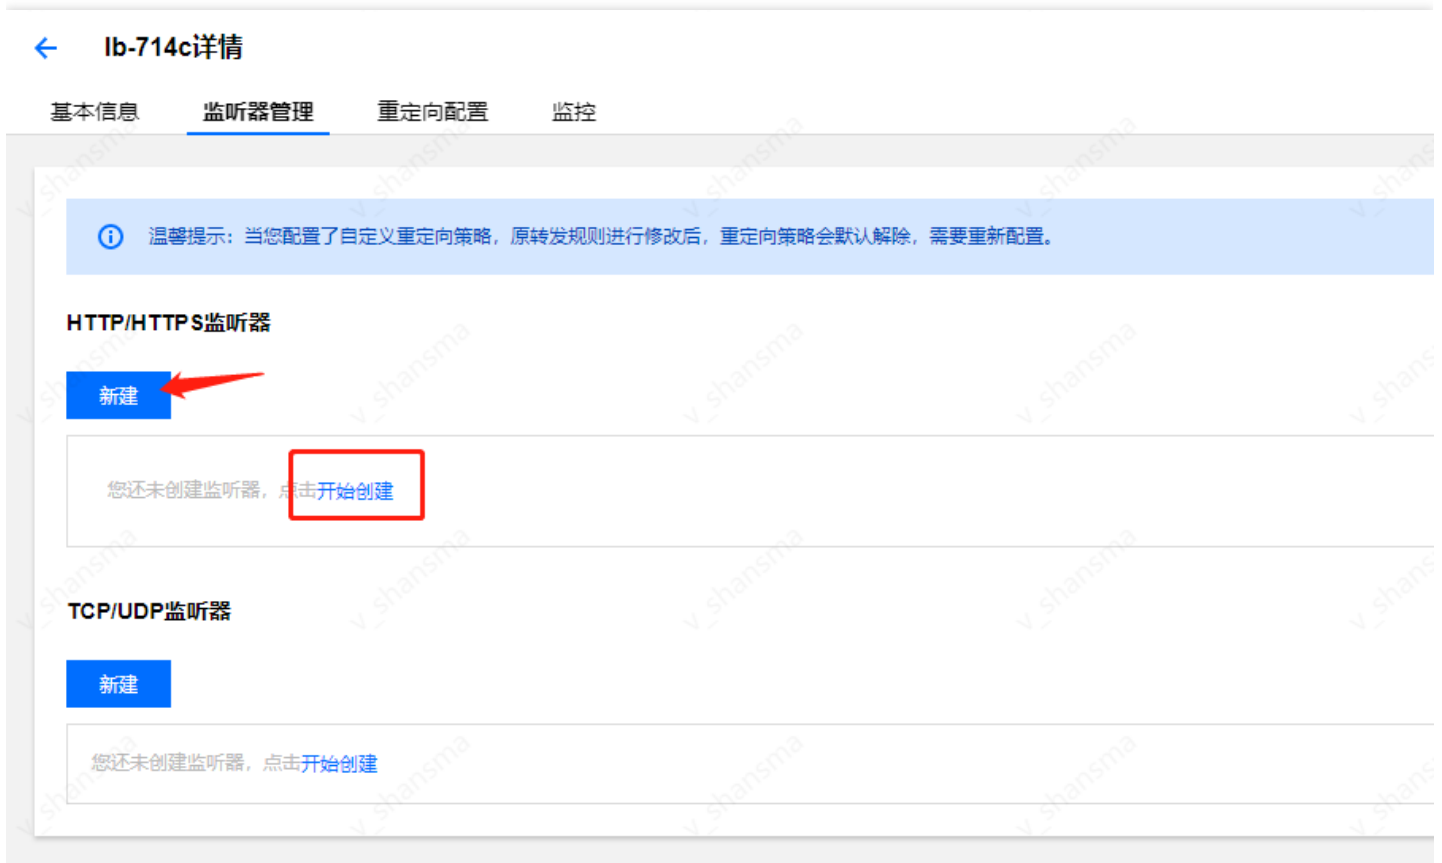 lb-714c详情
基本信息 监听器管理 重定向配置 监控
温馨提示：当您配置了自定义重定向策略，原转发规则进行修改后，重定向策略会默认解除，需要重新配置。
HTTP/HTTPS监听器
新建
您还未创建监听器，点击开始创建
TCP/UDP监听器
新建
您还未创建监听器，点击开始创建
v_shansma